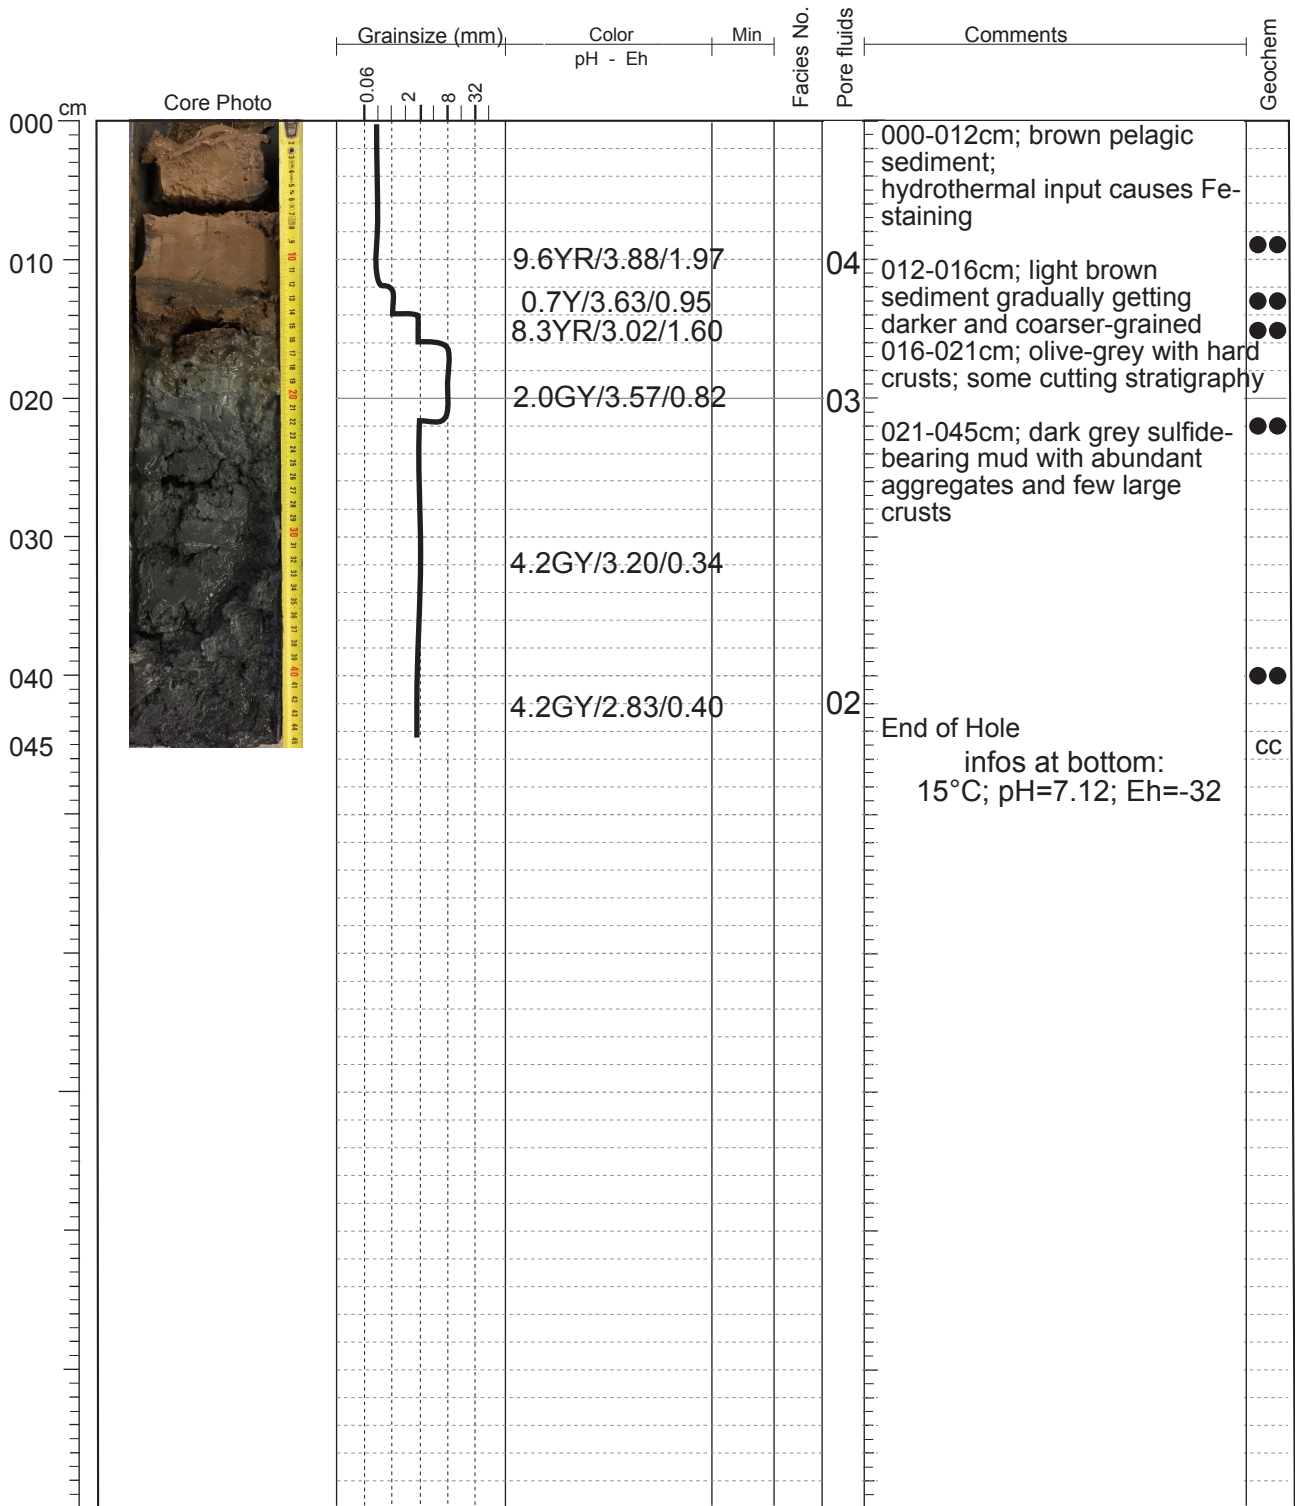 Grainsize (mm)
Color
Min
pH - Eh
Facies No.
Pore fluids
Comments
Geochem
0.06
2
8
32
cm
Core Photo
000
010
020
030
040
045
9.6YR/3.88/1.97
0.7Y/3.63/0.95
8.3YR/3.02/1.60
2.0GY/3.57/0.82
4.2GY/3.20/0.34
4.2GY/2.83/0.40
04
03
02
000-012cm; brown pelagic
sediment;
hydrothermal input causes Fe-
staining
012-016cm; light brown
sediment gradually getting
darker and coarser-grained
016-021cm; olive-grey with hard
crusts; some cutting stratigraphy
021-045cm; dark grey sulfide-
bearing mud with abundant
aggregates and few large
crusts
End of Hole
infos at bottom:
15°C; pH=7.12; Eh=-32
cc
10
20
30
40